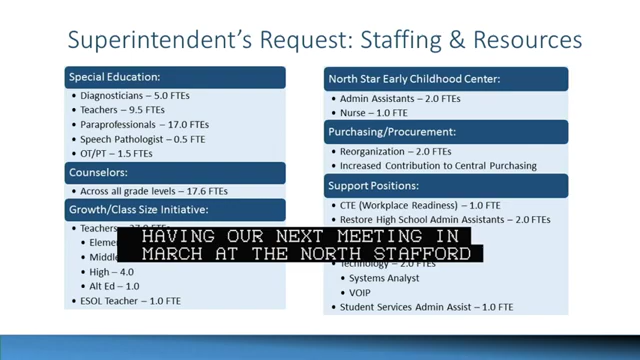 Superintendent's Request: Staffing & Resources
Special Education:
• Diagnosticians – 5.0 FTEs
• Teachers – 9.5 FTEs
• Paraprofessionals – 17.0 FTEs
• Speech Pathologist – 0.5 FTE
• OT/PT – 1.5 FTEs
Counselors:
• Across all grade levels – 17.6 FTEs
Growth/Class Size Initiative:
• Teachers
• Elem
• Middl
• High – 4.0
• Alt Ed – 1.0
• ESOL Teacher – 1.0 FTE
North Star Early Childhood Center:
• Admin Assistants – 2.0 FTEs
• Nurse – 1.0 FTE
Purchasing/Procurement:
• Reorganization – 2.0 FTEs
• Increased Contribution to Central Purchasing
Support Positions:
• CTE (Workplace Readiness) – 1.0 FTE
• Restore High School Admin Assistants – 2.0 FTEs
• Technology – 2.0 FTEs
• Systems Analyst
• VOIP
• Student Services Admin Assist – 1.0 FTE
HAVING OUR NEXT MEETING IN
MARCH AT THE NORTH STAFFORD